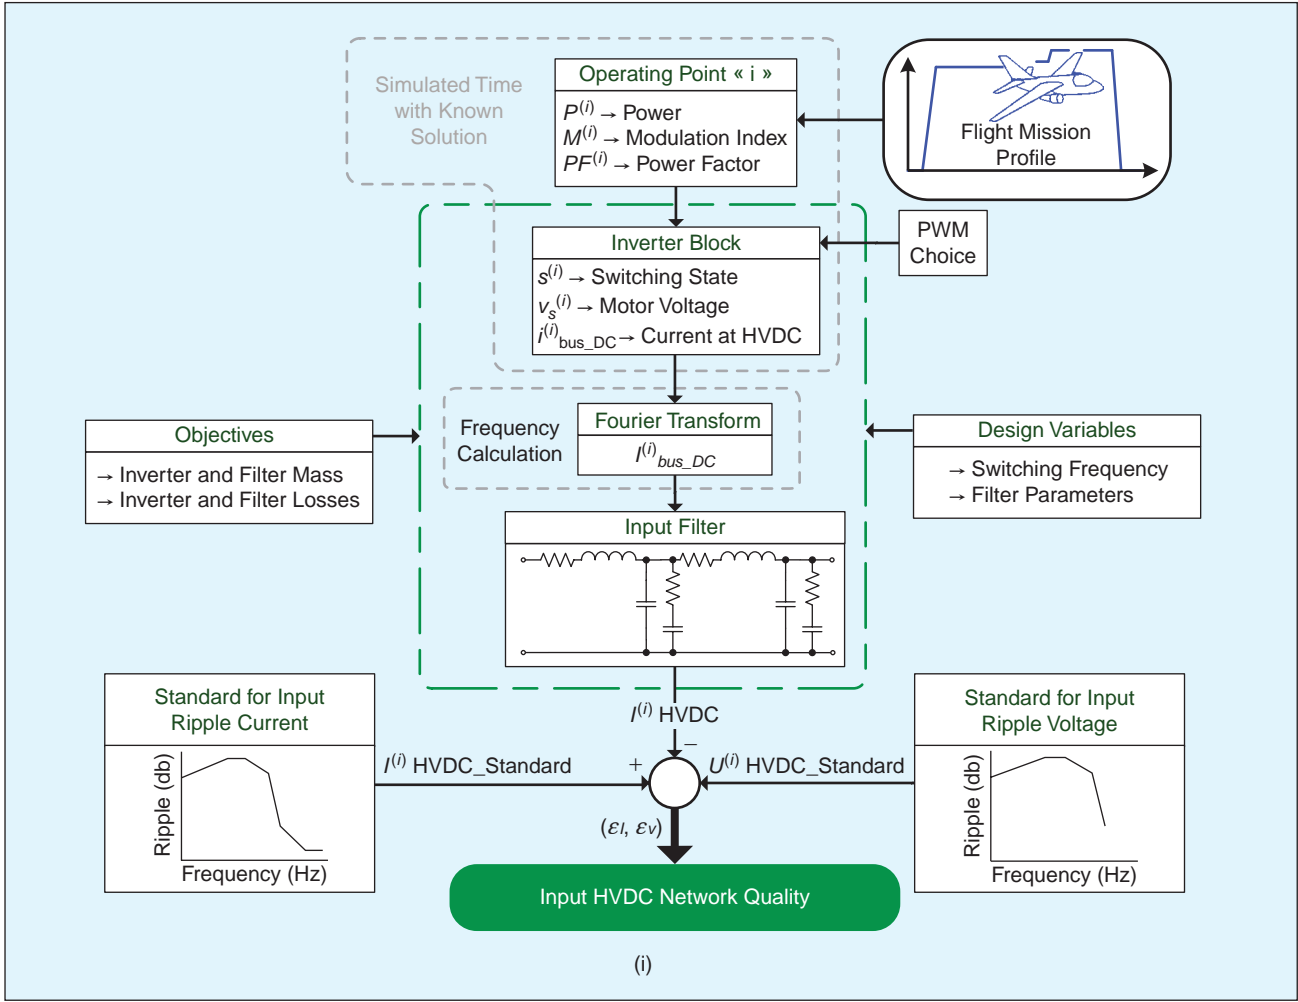 Simulated Time
with Known
Solution
Operating Point « i »
P(i) → Power
M(i) → Modulation Index
PF(i) → Power Factor
Flight Mission
Profile
Inverter Block
s(i) → Switching State
vs(i) → Motor Voltage
i(i)bus_DC → Current at HVDC
PWM
Choice
Frequency
Calculation
Fourier Transform
I(i)bus_DC
Objectives
→ Inverter and Filter Mass
→ Inverter and Filter Losses
Design Variables
→ Switching Frequency
→ Filter Parameters
Input Filter
Standard for Input
Ripple Current
Ripple (db)
Frequency (Hz)
I(i) HVDC
I(i) HVDC_Standard
+
−
U(i) HVDC_Standard
Standard for Input
Ripple Voltage
Ripple (db)
Frequency (Hz)
(εI, εv)
Input HVDC Network Quality
(i)